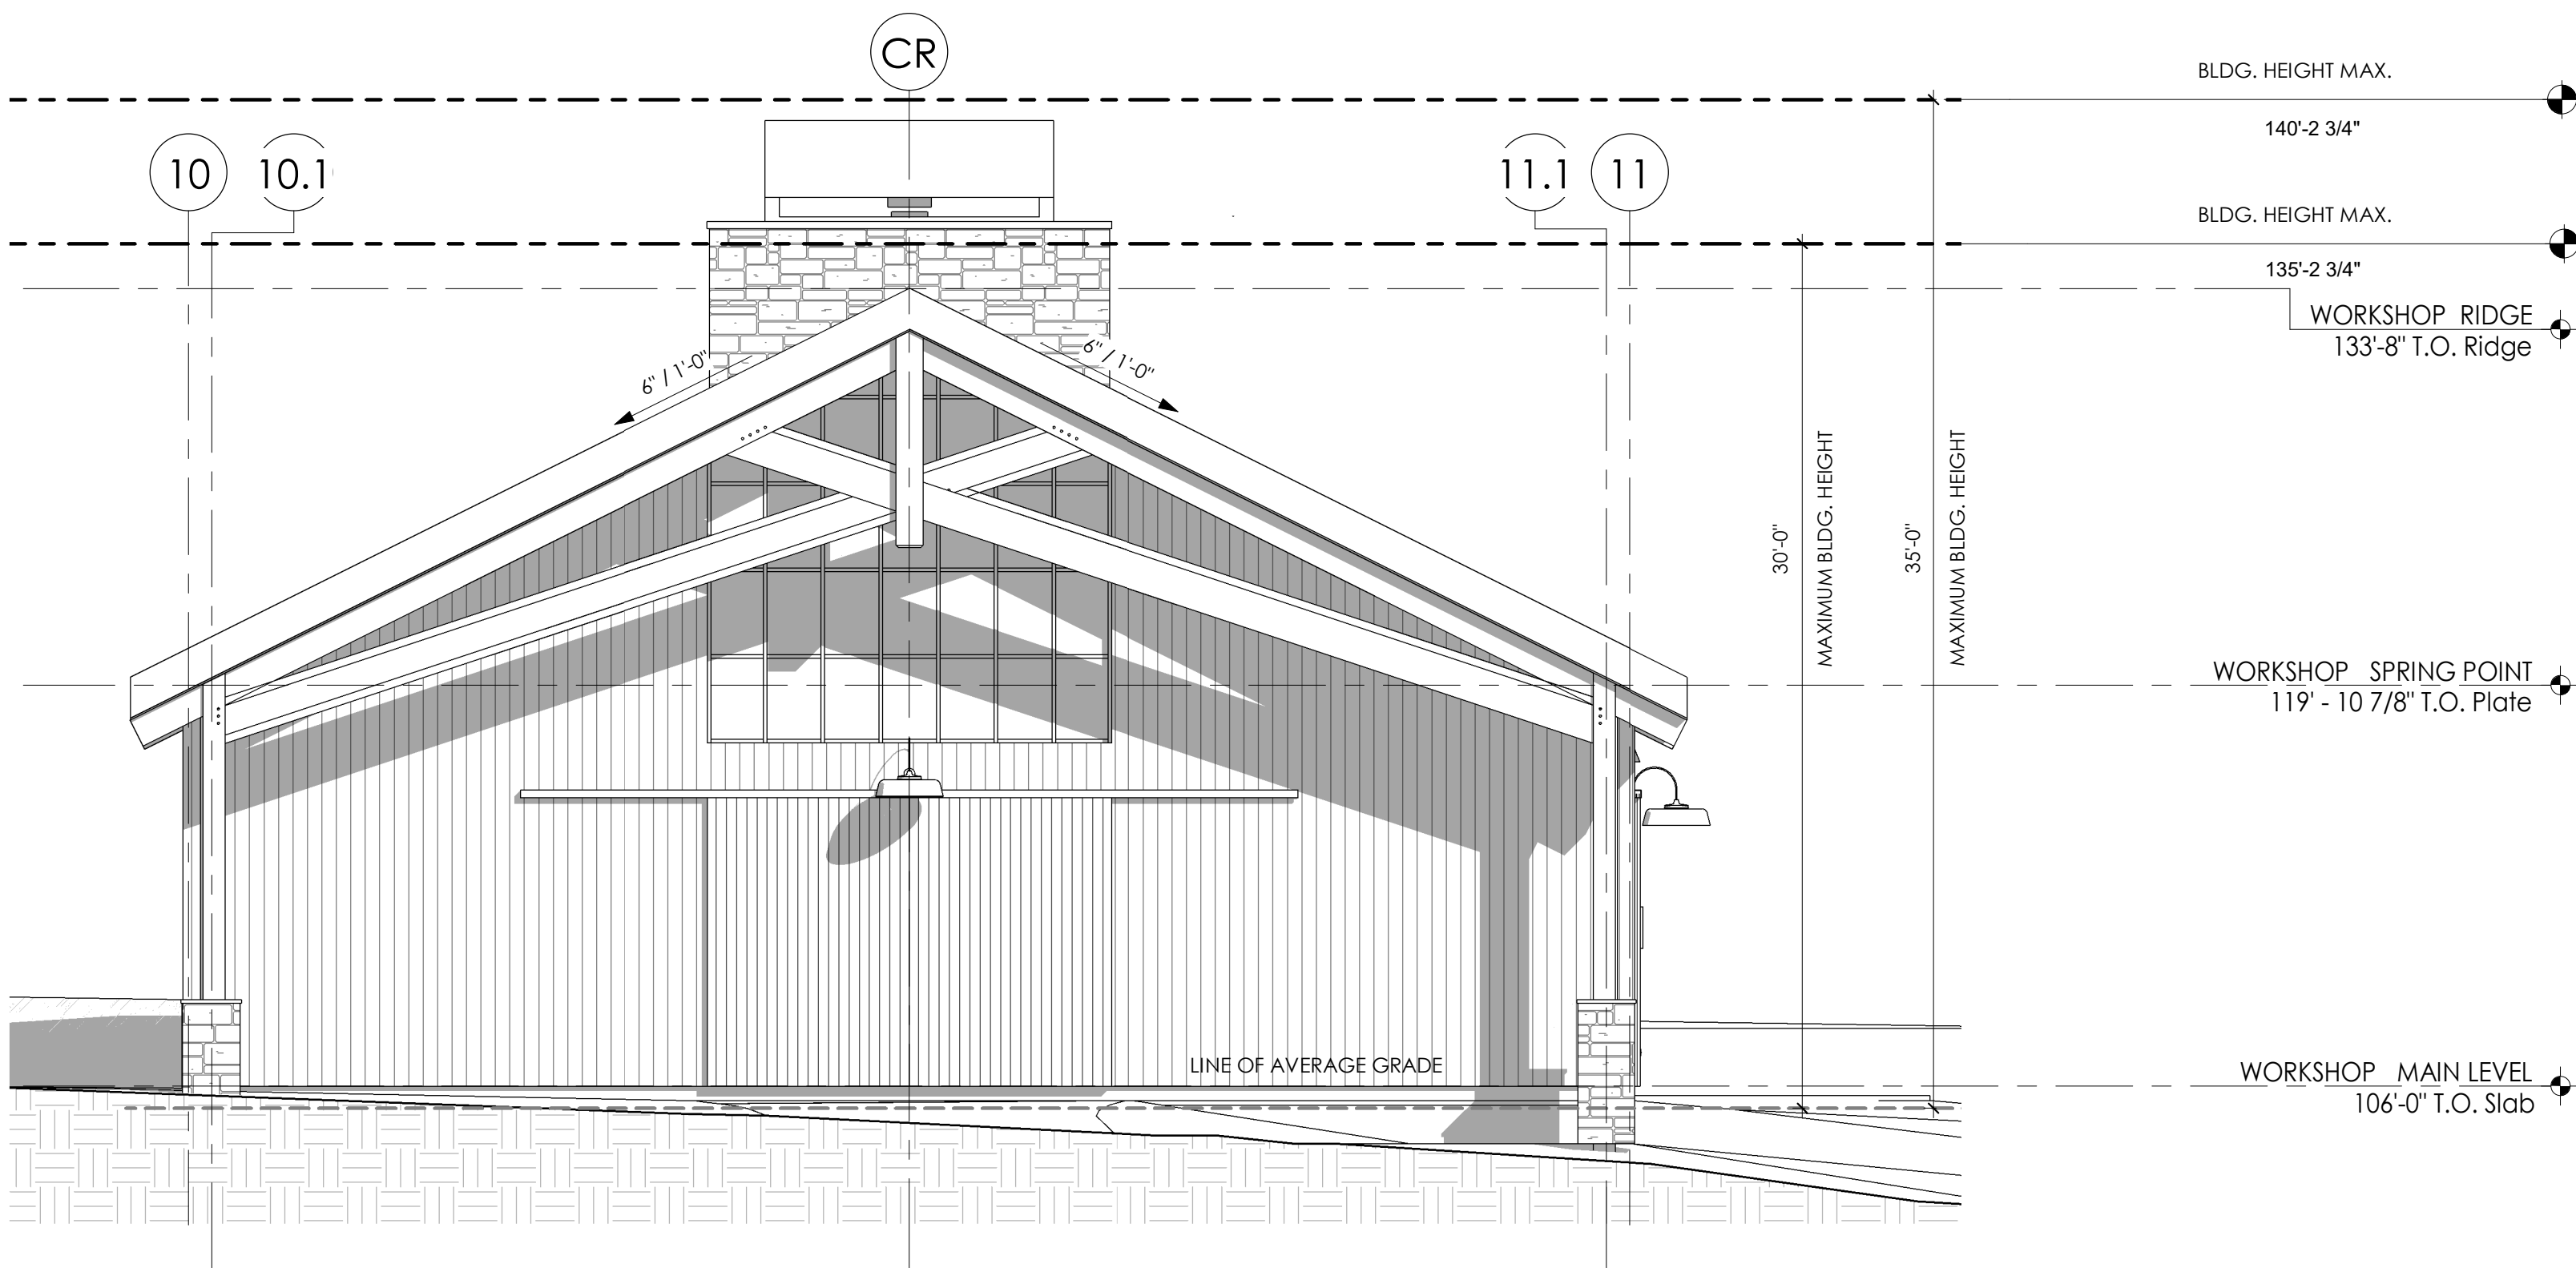 CR
BLDG. HEIGHT MAX.
140'-2 3/4"
10
10.1
11.1
11
BLDG. HEIGHT MAX.
135'-2 3/4"
WORKSHOP RIDGE
133'-8" T.O. Ridge
6" / 1'-0"
6" / 1'-0"
30'-0"
MAXIMUM BLDG. HEIGHT
35'-0"
MAXIMUM BLDG. HEIGHT
WORKSHOP SPRING POINT
119' - 10 7/8" T.O. Plate
LINE OF AVERAGE GRADE
WORKSHOP MAIN LEVEL
106'-0" T.O. Slab